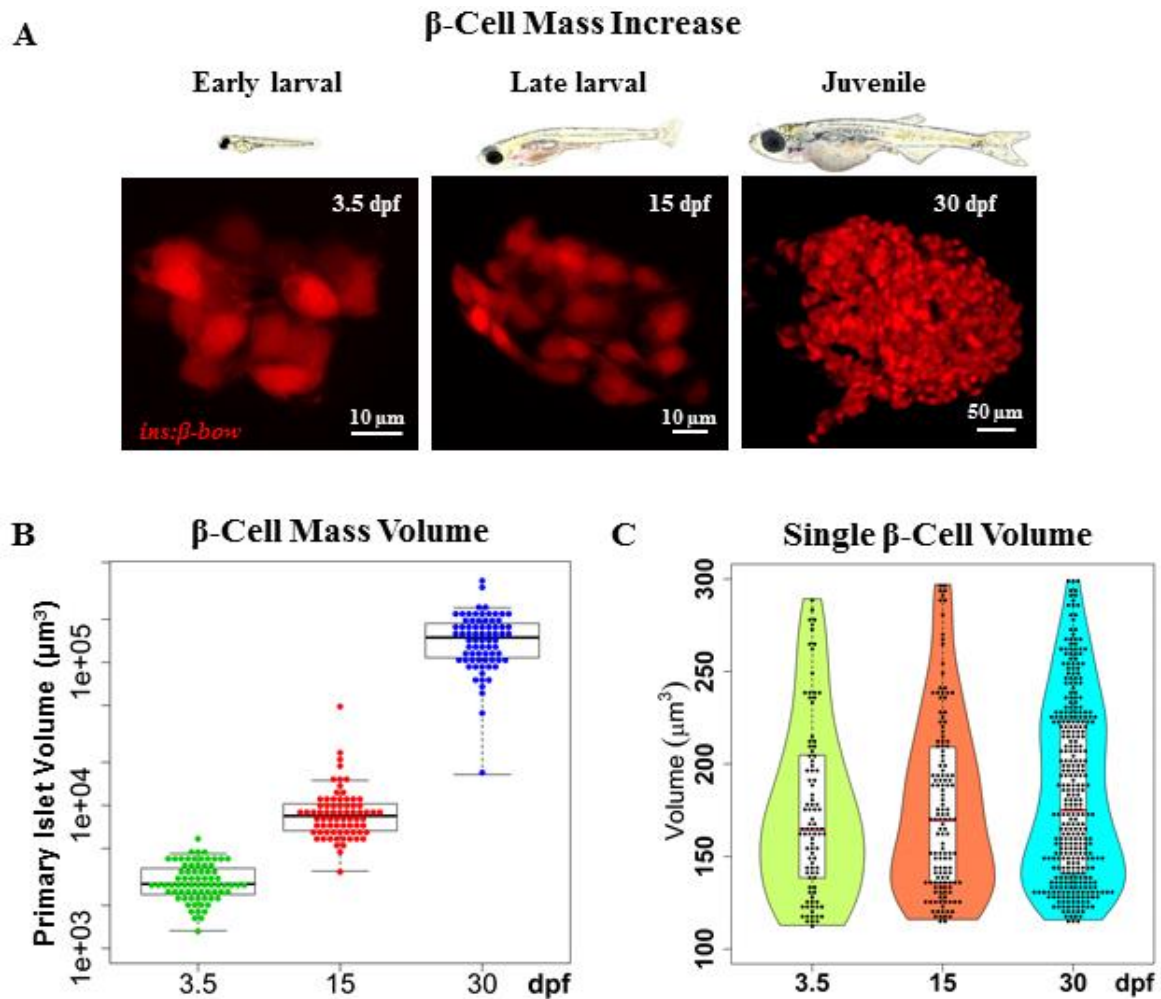 A
β-Cell Mass Increase
Early larval
Late larval
Juvenile
3.5 dpf
15 dpf
30 dpf
ins:β-bow
10 µm
10 µm
50 µm
B
β-Cell Mass Volume
Primary Islet Volume (µm³)
1e+05
1e+04
1e+03
3.5
15
30
dpf
C
Single β-Cell Volume
Volume (µm³)
300
250
200
150
100
3.5
15
30
dpf